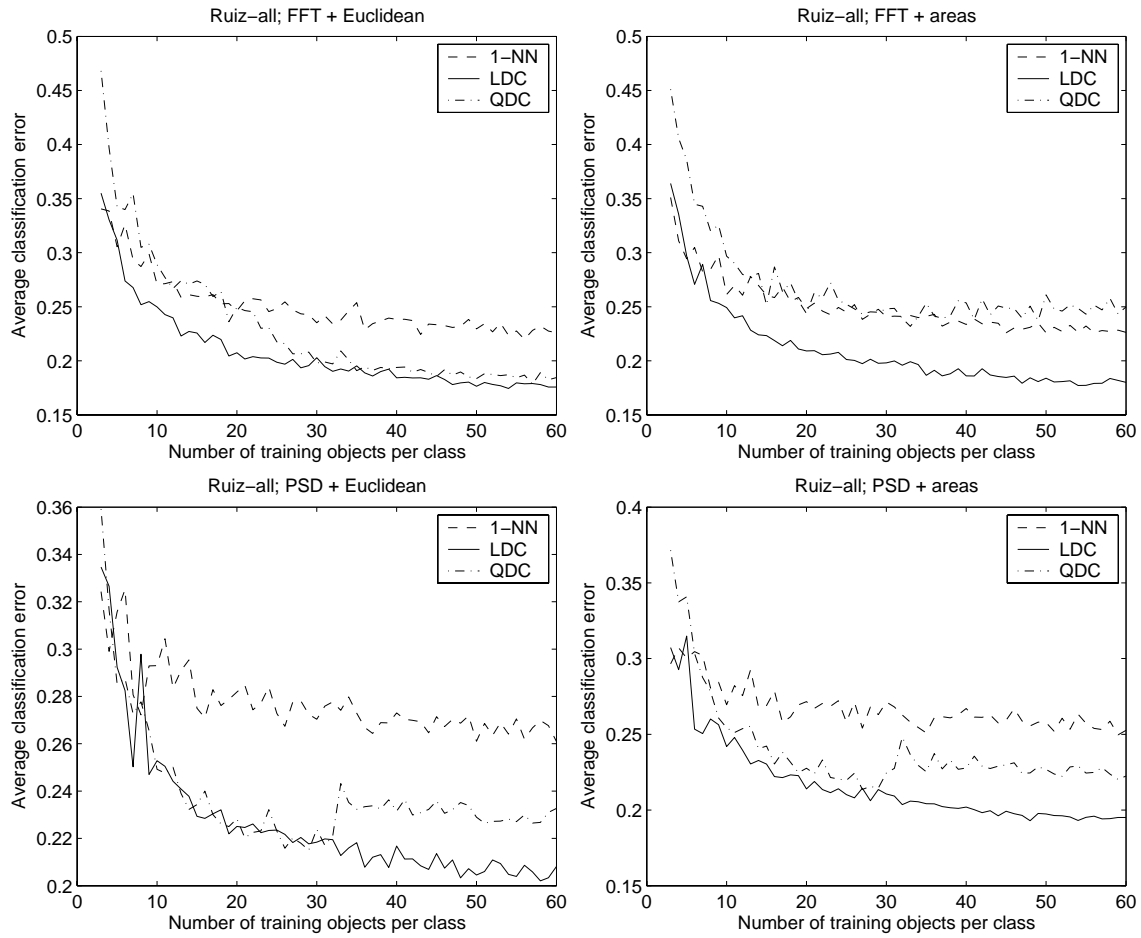 Ruiz−all; FFT + Euclidean
0.5
0.45
0.4
0.35
0.3
0.25
0.2
0.15
0 10 20 30 40 50 60
Average classification error
Number of training objects per class
1−NN
LDC
QDC
Ruiz−all; FFT + areas
0.5
0.45
0.4
0.35
0.3
0.25
0.2
0.15
0 10 20 30 40 50 60
Average classification error
Number of training objects per class
1−NN
LDC
QDC
Ruiz−all; PSD + Euclidean
0.36
0.34
0.32
0.3
0.28
0.26
0.24
0.22
0.2
0 10 20 30 40 50 60
Average classification error
Number of training objects per class
1−NN
LDC
QDC
Ruiz−all; PSD + areas
0.4
0.35
0.3
0.25
0.2
0.15
0 10 20 30 40 50 60
Average classification error
Number of training objects per class
1−NN
LDC
QDC